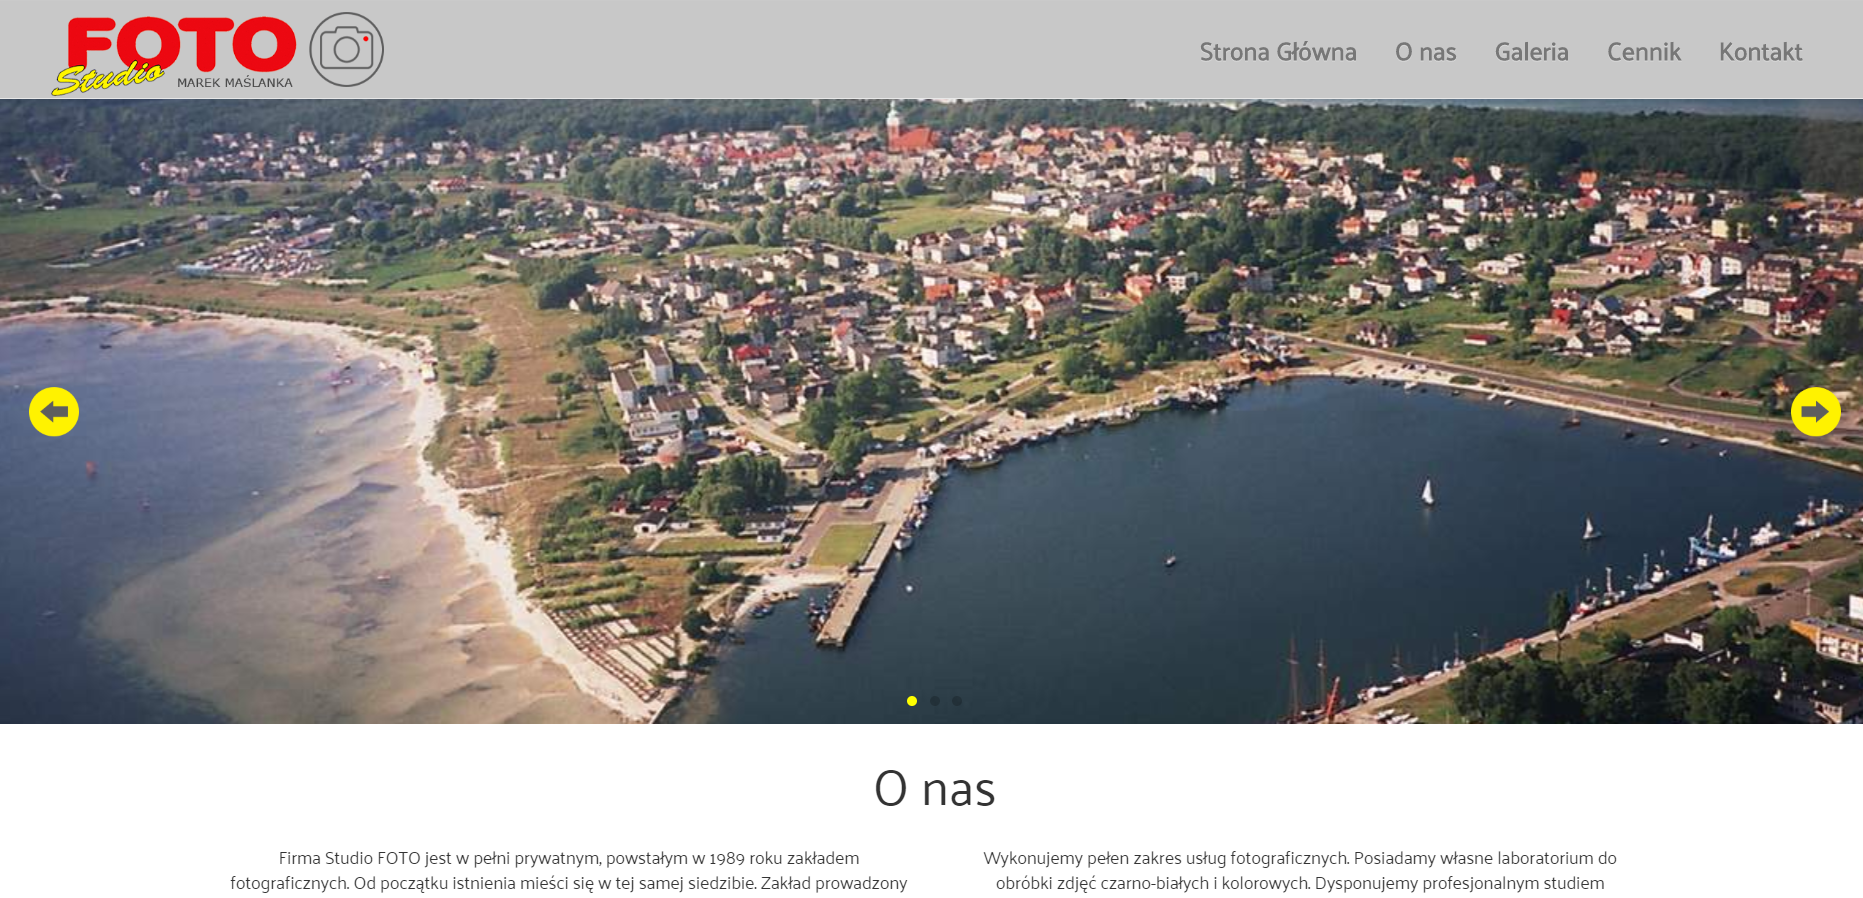 FOTO
Studio
MAREK MAŚLANKA
Strona Główna
O nas
Galeria
Cennik
Kontakt
O nas
Firma Studio FOTO jest w pełni prywatnym, powstałym w 1989 roku zakładem
fotograficznych. Od początku istnienia mieści się w tej samej siedzibie. Zakład prowadzony
Wykonujemy pełen zakres usług fotograficznych. Posiadamy własne laboratorium do
obróbki zdjęć czarno-białych i kolorowych. Dysponujemy profesjonalnym studiem